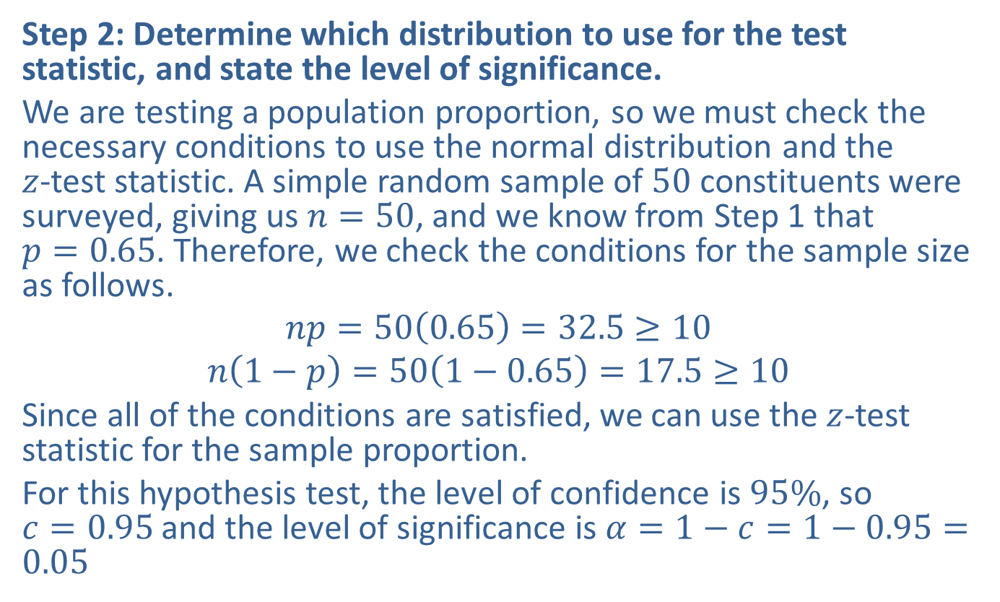 Step 2: Determine which distribution to use for the test
statistic, and state the level of significance.
We are testing a population proportion, so we must check the
necessary conditions to use the normal distribution and the
z-test statistic. A simple random sample of 50 constituents were
surveyed, giving us n = 50, and we know from Step 1 that
p = 0.65. Therefore, we check the conditions for the sample size
as follows.
np = 50(0.65) = 32.5 ≥ 10
n(1 − p) = 50(1 − 0.65) = 17.5 ≥ 10
Since all of the conditions are satisfied, we can use the z-test
statistic for the sample proportion.
For this hypothesis test, the level of confidence is 95%, so
c = 0.95 and the level of significance is α = 1 − c = 1 − 0.95 =
0.05